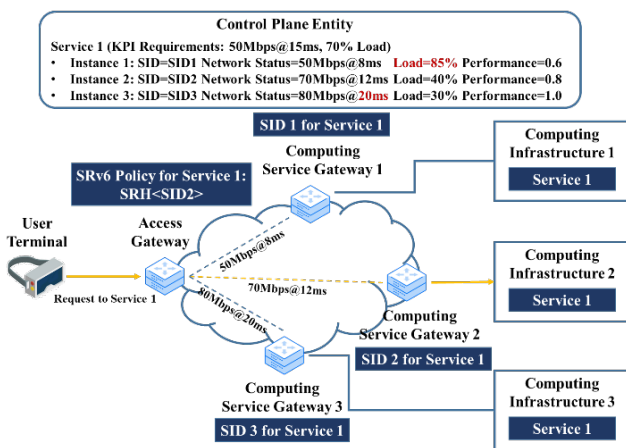 Control Plane Entity
Service 1 (KPI Requirements: 50Mbps@15ms, 70% Load)
• Instance 1: SID=SID1 Network Status=50Mbps@8ms Load=85% Performance=0.6
• Instance 2: SID=SID2 Network Status=70Mbps@12ms Load=40% Performance=0.8
• Instance 3: SID=SID3 Network Status=80Mbps@20ms Load=30% Performance=1.0
SID 1 for Service 1
Computing
Service Gateway 1
Computing
Infrastructure 1
Service 1
SRv6 Policy for Service 1:
SRH<SID2>
User
Terminal
Access
Gateway
Request to Service 1
50Mbps@8ms
70Mbps@12ms
80Mbps@20ms
Computing
Service Gateway 2
SID 2 for Service 1
Computing
Infrastructure 2
Service 1
Computing
Service Gateway 3
SID 3 for Service 1
Computing
Infrastructure 3
Service 1